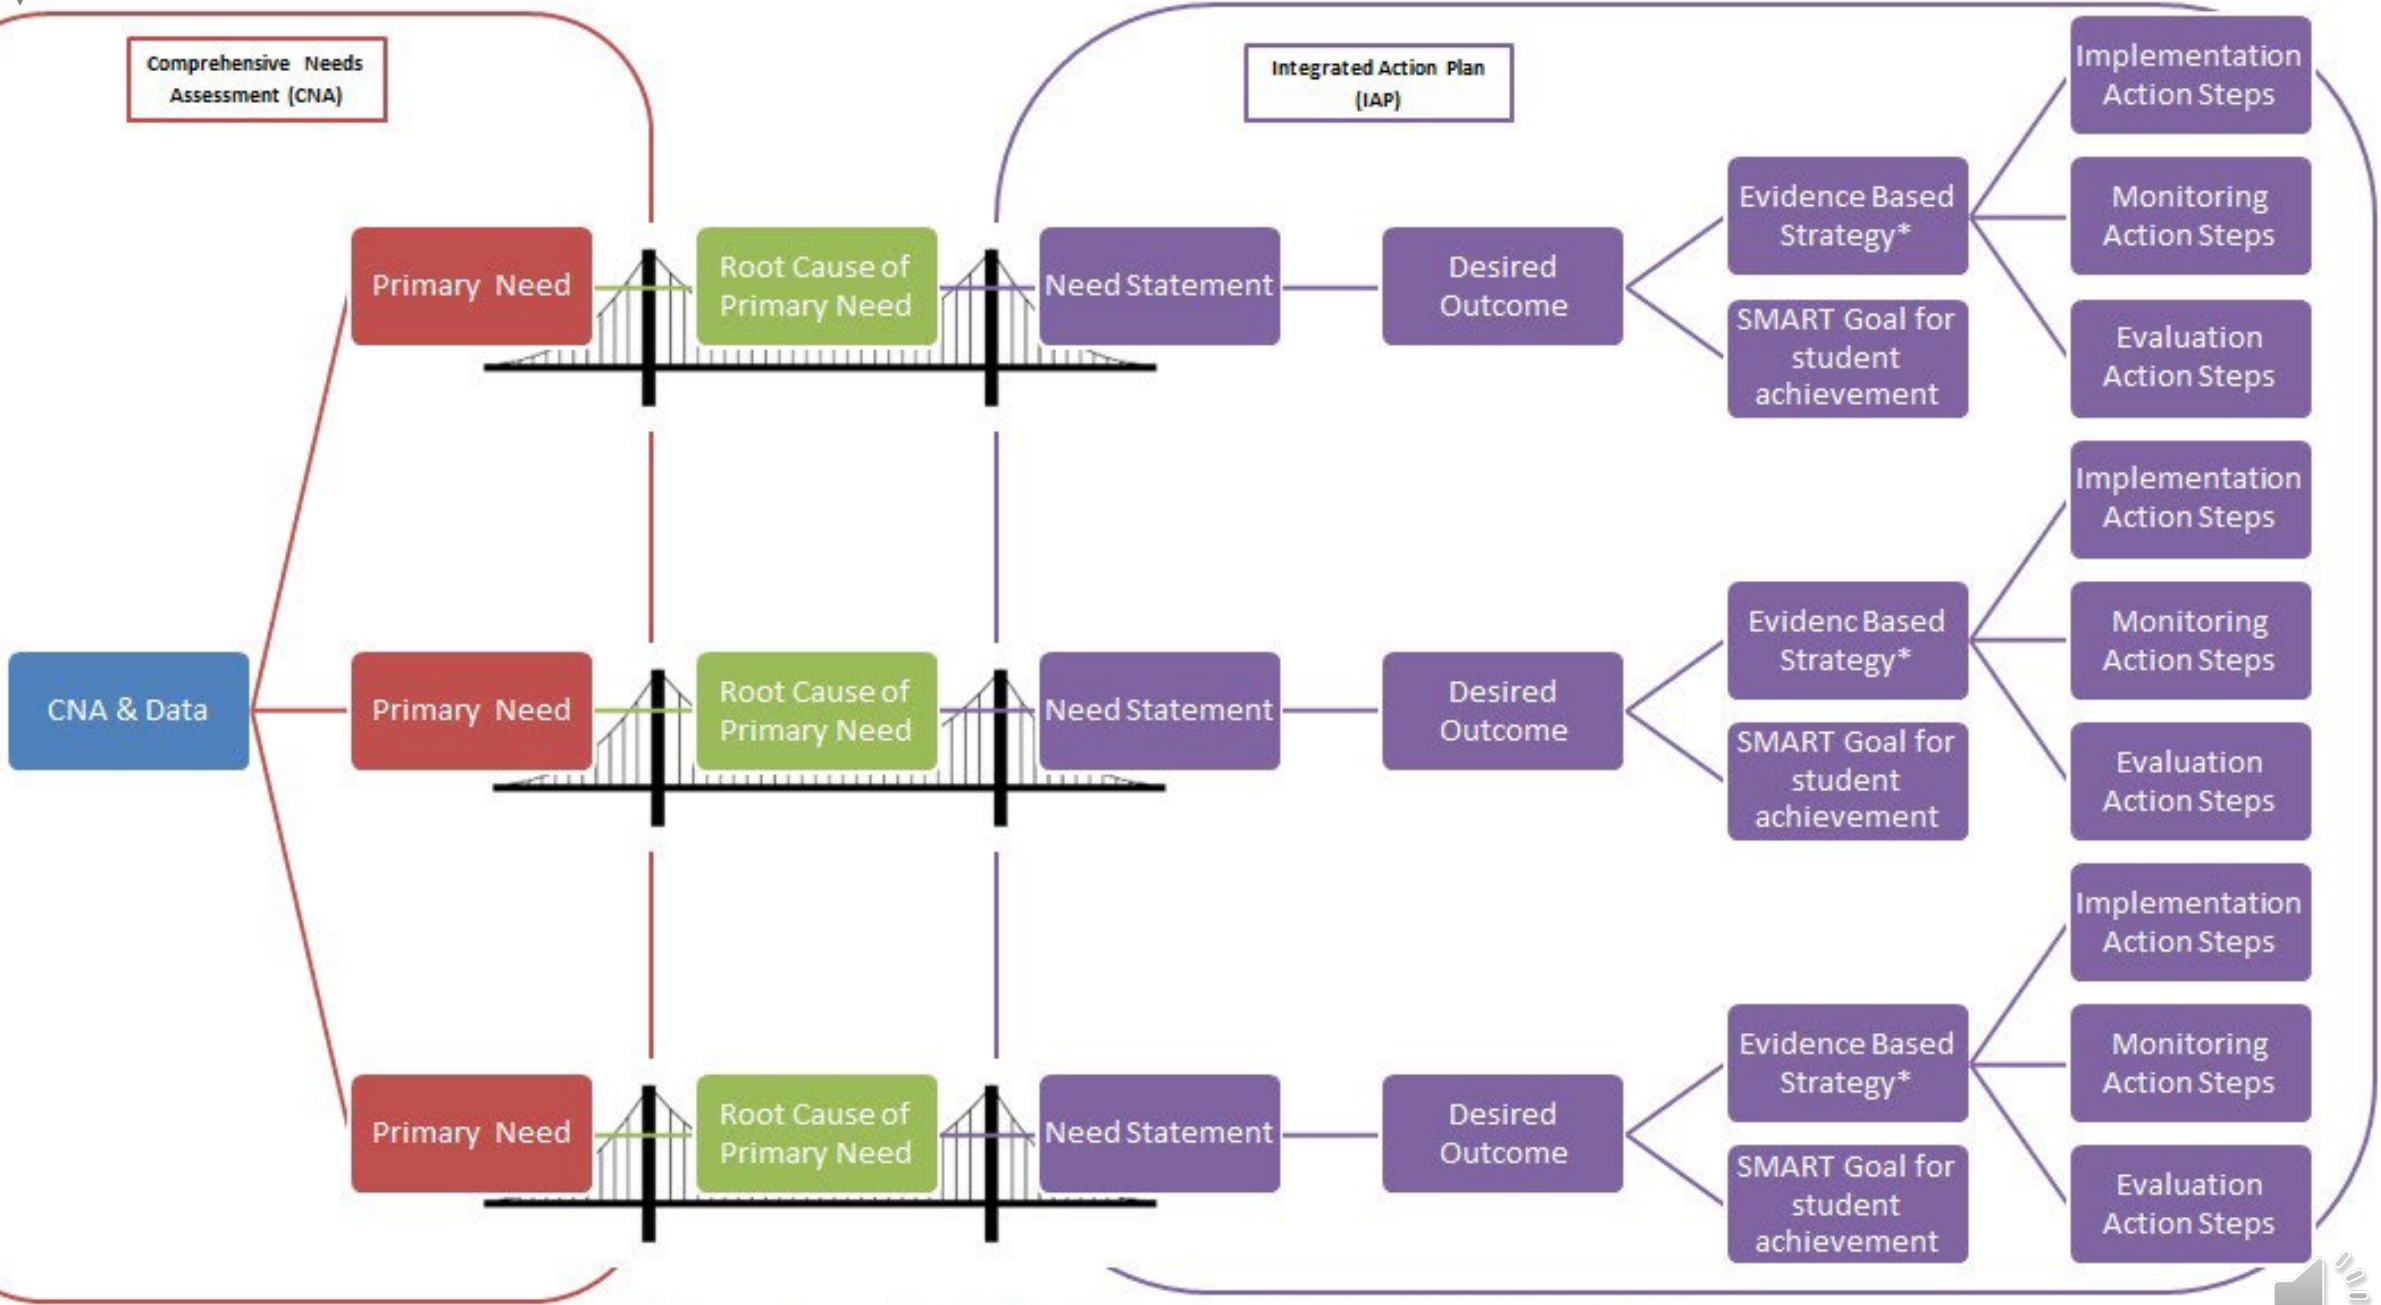 Comprehensive Needs
Assessment (CNA)
Integrated Action Plan
(IAP)
CNA & Data
Primary Need
Root Cause of
Primary Need
Need Statement
Desired
Outcome
Evidence Based
Strategy*
SMART Goal for
student
achievement
Implementation
Action Steps
Monitoring
Action Steps
Evaluation
Action Steps
Primary Need
Root Cause of
Primary Need
Need Statement
Desired
Outcome
Evidenc Based
Strategy*
SMART Goal for
student
achievement
Implementation
Action Steps
Monitoring
Action Steps
Evaluation
Action Steps
Primary Need
Root Cause of
Primary Need
Need Statement
Desired
Outcome
Evidence Based
Strategy*
SMART Goal for
student
achievement
Implementation
Action Steps
Monitoring
Action Steps
Evaluation
Action Steps